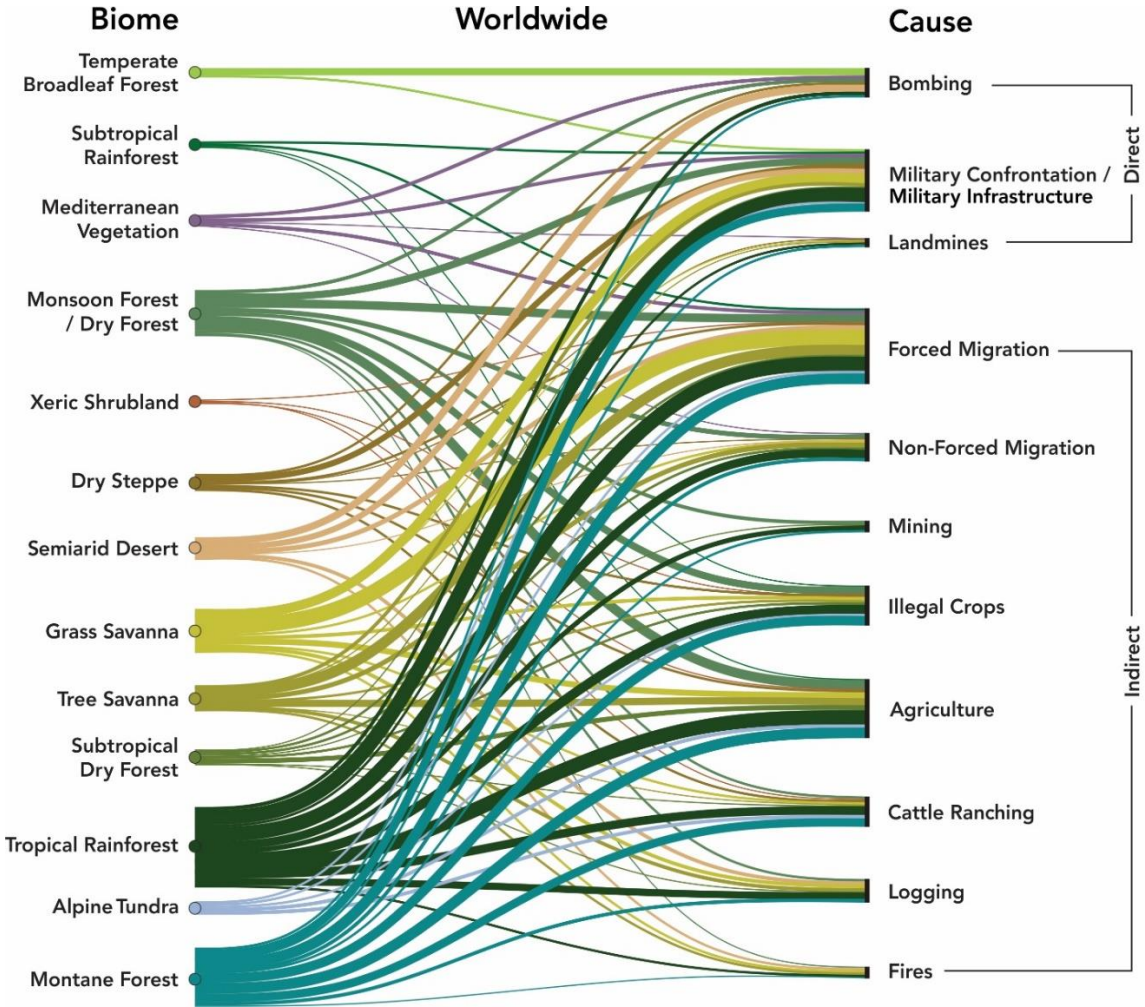 Biome
Worldwide
Cause
Temperate
Broadleaf Forest
Subtropical
Rainforest
Mediterranean
Vegetation
Monsoon Forest
/ Dry Forest
Xeric Shrubland
Dry Steppe
Semiarid Desert
Grass Savanna
Tree Savanna
Subtropical
Dry Forest
Tropical Rainforest
Alpine Tundra
Montane Forest
Bombing
Military Confrontation /
Military Infrastructure
Landmines
Forced Migration
Non-Forced Migration
Mining
Illegal Crops
Agriculture
Cattle Ranching
Logging
Fires
Direct
Indirect